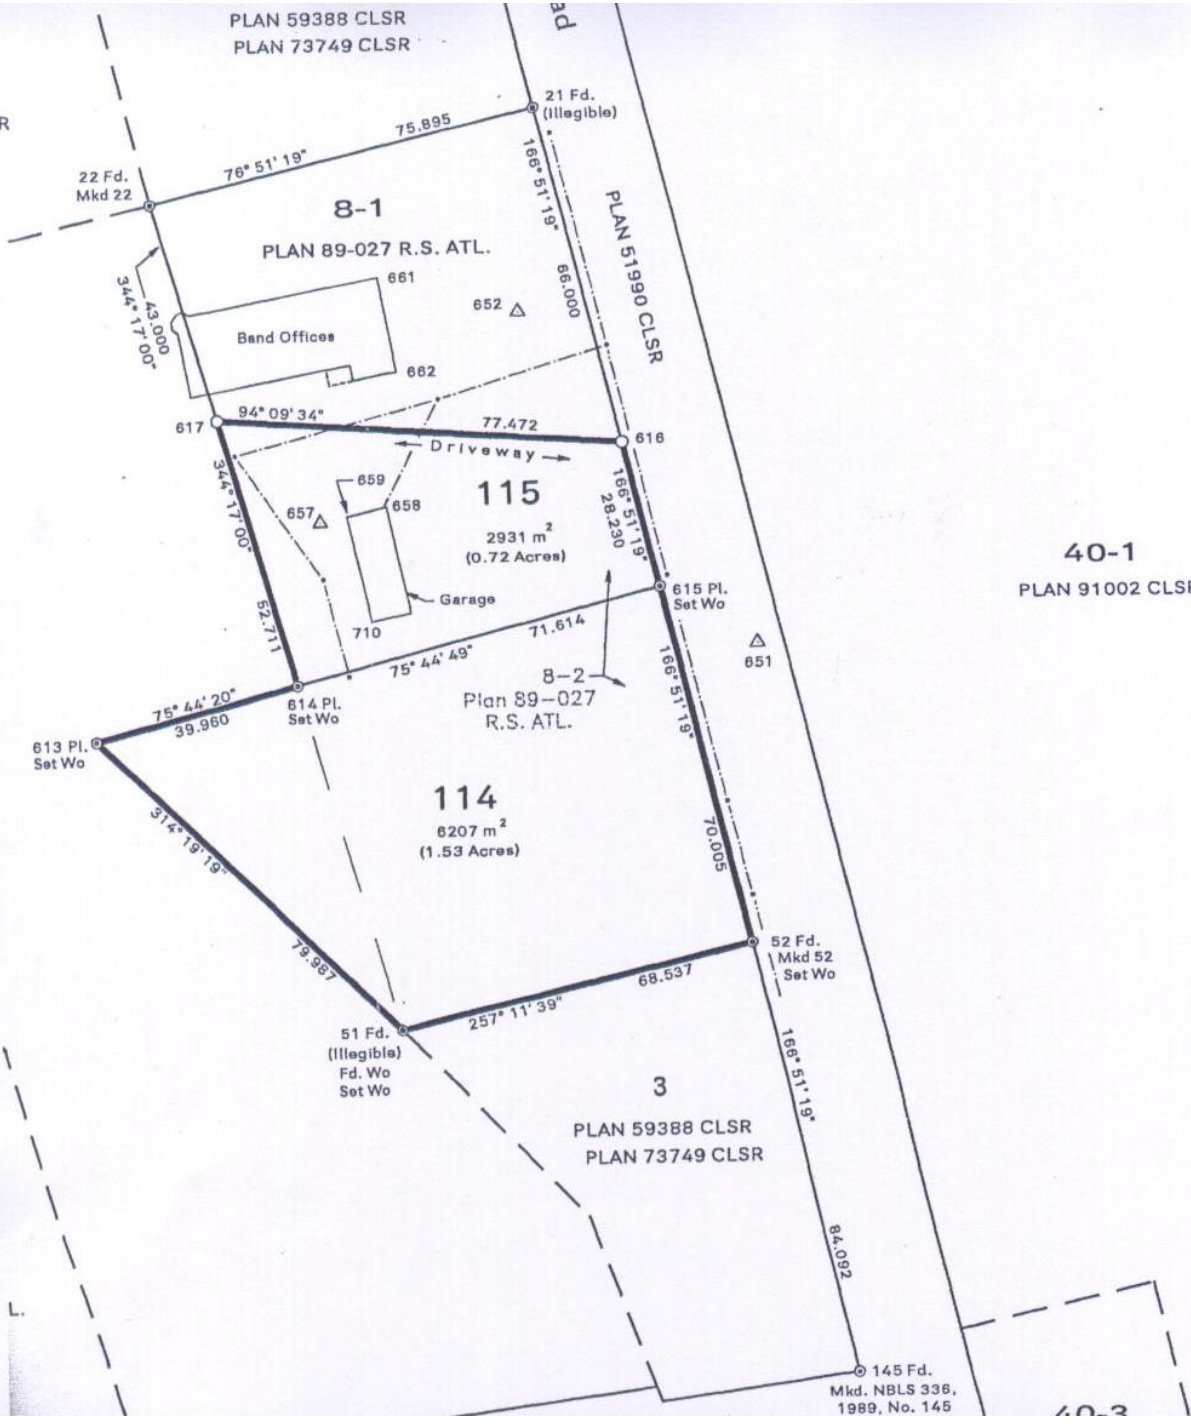 PLAN 59388 CLSR
PLAN 73749 CLSR
ad
R
21 Fd.
(Illegible)
75.895
76° 51' 19"
22 Fd.
Mkd 22
166° 51' 19"
66.000
PLAN 51990 CLSR
8-1
PLAN 89-027 R.S. ATL.
43.000
344° 17' 00"
661
652
Band Offices
662
617
94° 09' 34"
77.472
616
Driveway
344° 17' 00"
52.711
659
658
657
115
2931 m²
(0.72 Acres)
166° 51' 19"
28.230
40-1
PLAN 91002 CLSR
615 Pl.
Set Wo
Garage
710
71.614
75° 44' 49"
651
8-2
Plan 89-027
R.S. ATL.
166° 51' 19"
70.005
75° 44' 20"
39.960
614 Pl.
Set Wo
613 Pl.
Set Wo
114
6207 m²
(1.53 Acres)
314° 19' 19"
79.987
52 Fd.
Mkd 52
Set Wo
68.537
257° 11' 39"
51 Fd.
(Illegible)
Fd. Wo
Set Wo
166° 51' 19"
84.092
3
PLAN 59388 CLSR
PLAN 73749 CLSR
L.
145 Fd.
Mkd. NBLS 336,
1989, No. 145
40-3